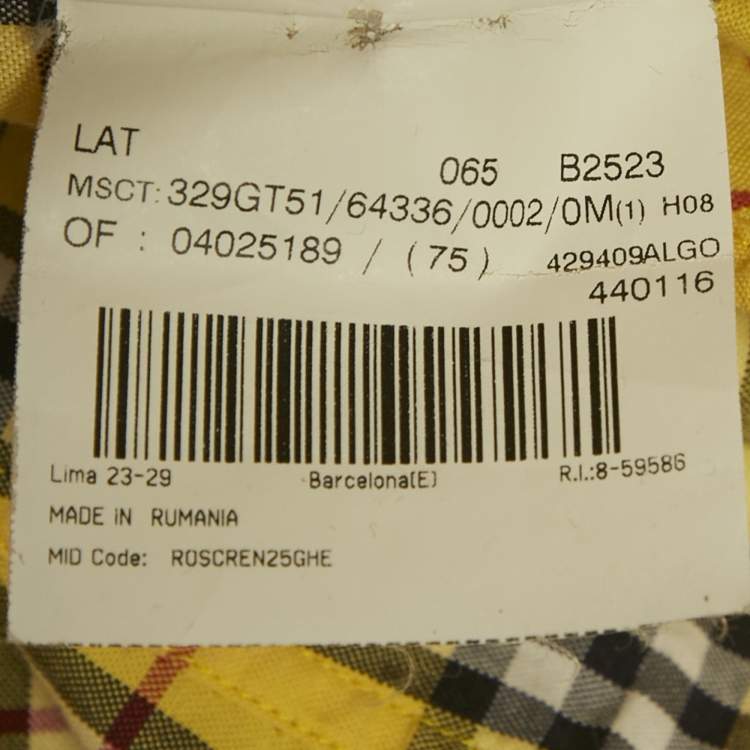 LAT
065 B2523
MSCT: 329GT51/64336/0002/0M(1) H08
OF : 04025189 / (75) 429409ALGO
440116
Lima 23-29 Barcelona(E) R.I.:8-59586
MADE iN RUMANIA
MID Code: ROSCREN25GHE